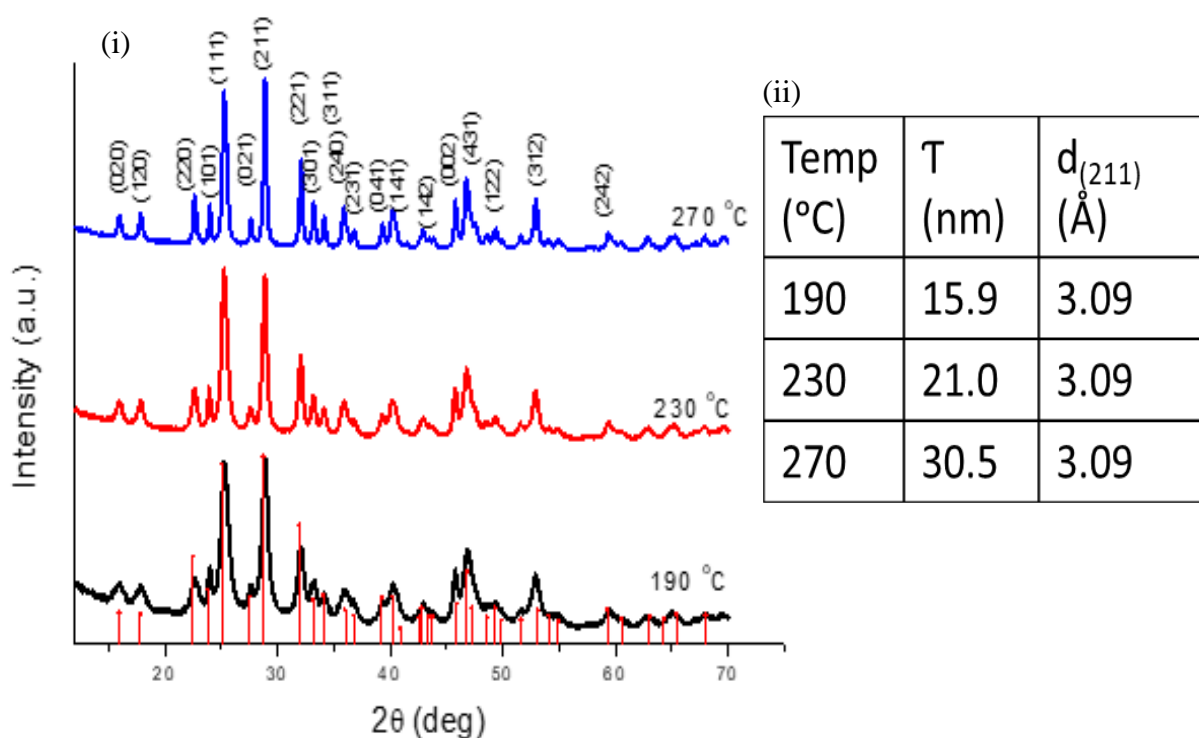 (i)
(020)
(120)
(220)
(101)
(111)
(021)
(211)
(221)
(301)
(311)
(240)
(231)
(041)
(141)
(142)
(002)
(431)
(122)
(312)
(242)
270 °C
230 °C
190 °C
Intensity (a.u.)
20 30 40 50 60 70
2θ (deg)
(ii)
Temp (ºC) Ƭ (nm) d(211) (Å)
190 15.9 3.09
230 21.0 3.09
270 30.5 3.09